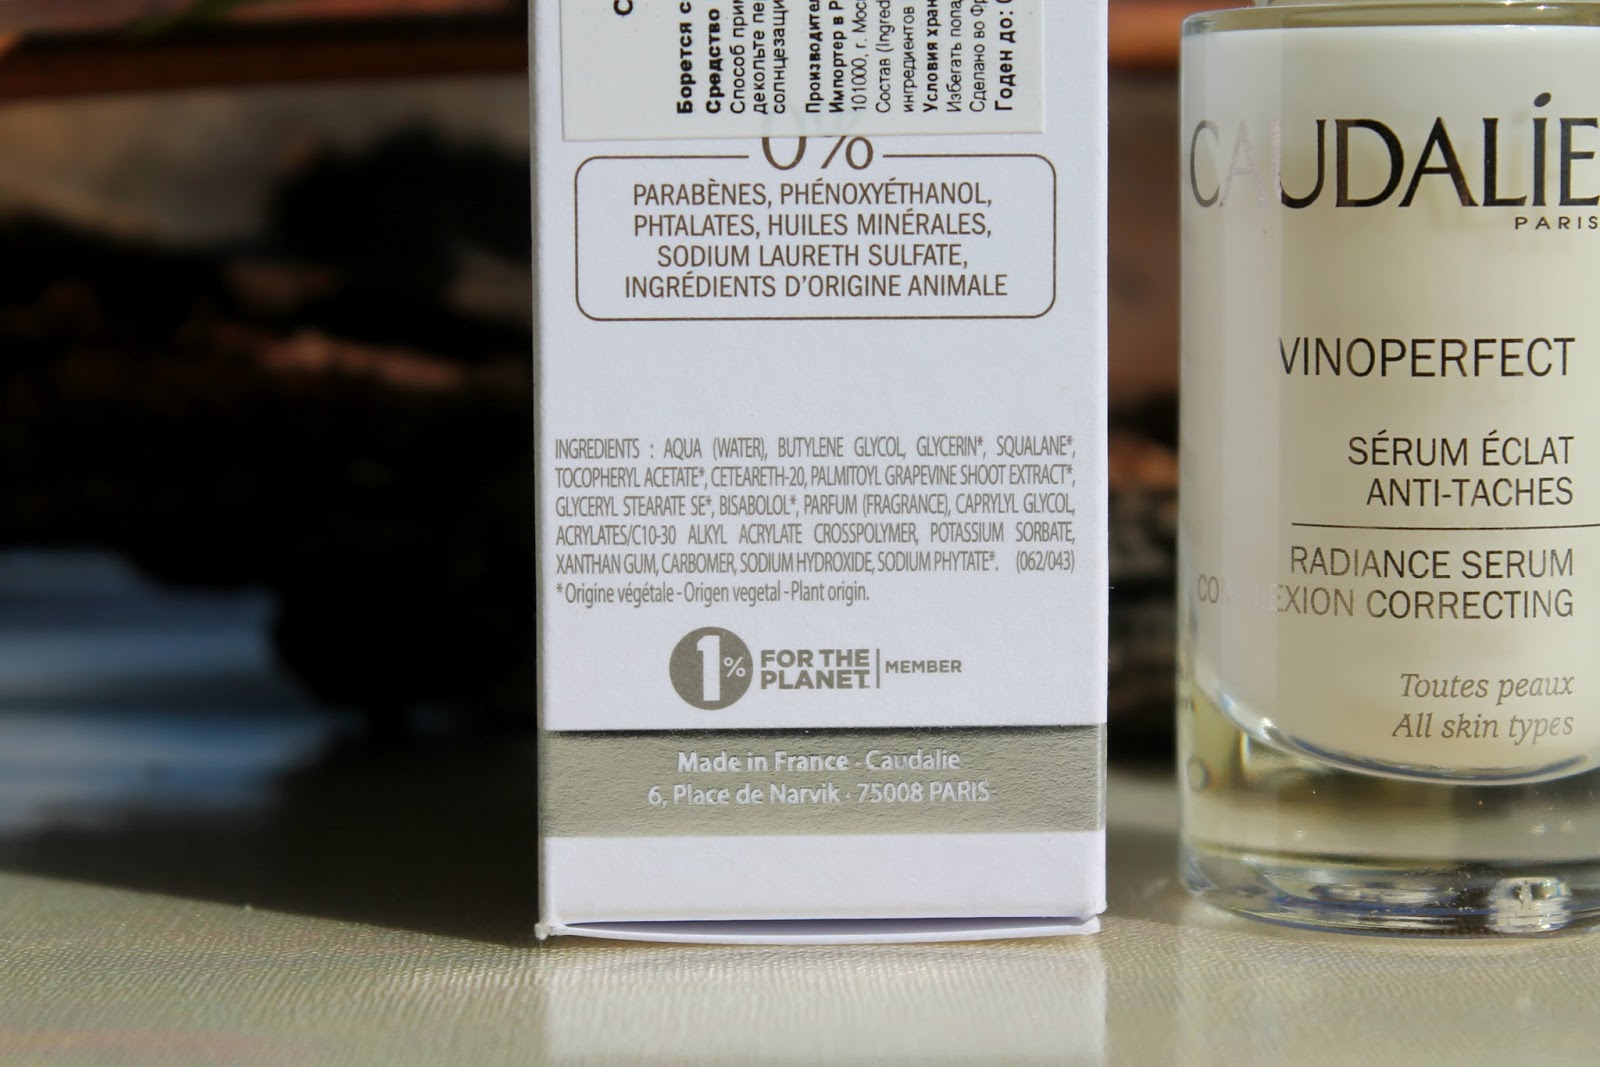 Борется с
Средство
Способ
декольте
солнцезащи
Производител
Импортер в Р
101000, г. Мос
Состав (Ingred
ингредиентов
Условия хран
Избегать попа
Сделано во Фр
Годен до:
0%
PARABÈNES, PHÉNOXYÉTHANOL,
PHTALATES, HUILES MINÉRALES,
SODIUM LAURETH SULFATE,
INGRÉDIENTS D'ORIGINE ANIMALE
INGREDIENTS : AQUA (WATER), BUTYLENE GLYCOL, GLYCERIN*, SQUALANE*,
TOCOPHERYL ACETATE*, CETEARETH-20, PALMITOYL GRAPEVINE SHOOT EXTRACT*,
GLYCERYL STEARATE SE*, BISABOLOL*, PARFUM (FRAGRANCE), CAPRYLYL GLYCOL,
ACRYLATES/C10-30 ALKYL ACRYLATE CROSSPOLYMER, POTASSIUM SORBATE,
XANTHAN GUM, CARBOMER, SODIUM HYDROXIDE, SODIUM PHYTATE*. (062/043)
* Origine végétale - Origen vegetal - Plant origin.
1% FOR THE
PLANET MEMBER
Made in France - Caudalie
6, Place de Narvik - 75008 PARIS
CAUDALÍE
PARIS
VINOPERFECT
SÉRUM ÉCLAT
ANTI-TACHES
RADIANCE SERUM
COMPLEXION CORRECTING
Toutes peaux
All skin types